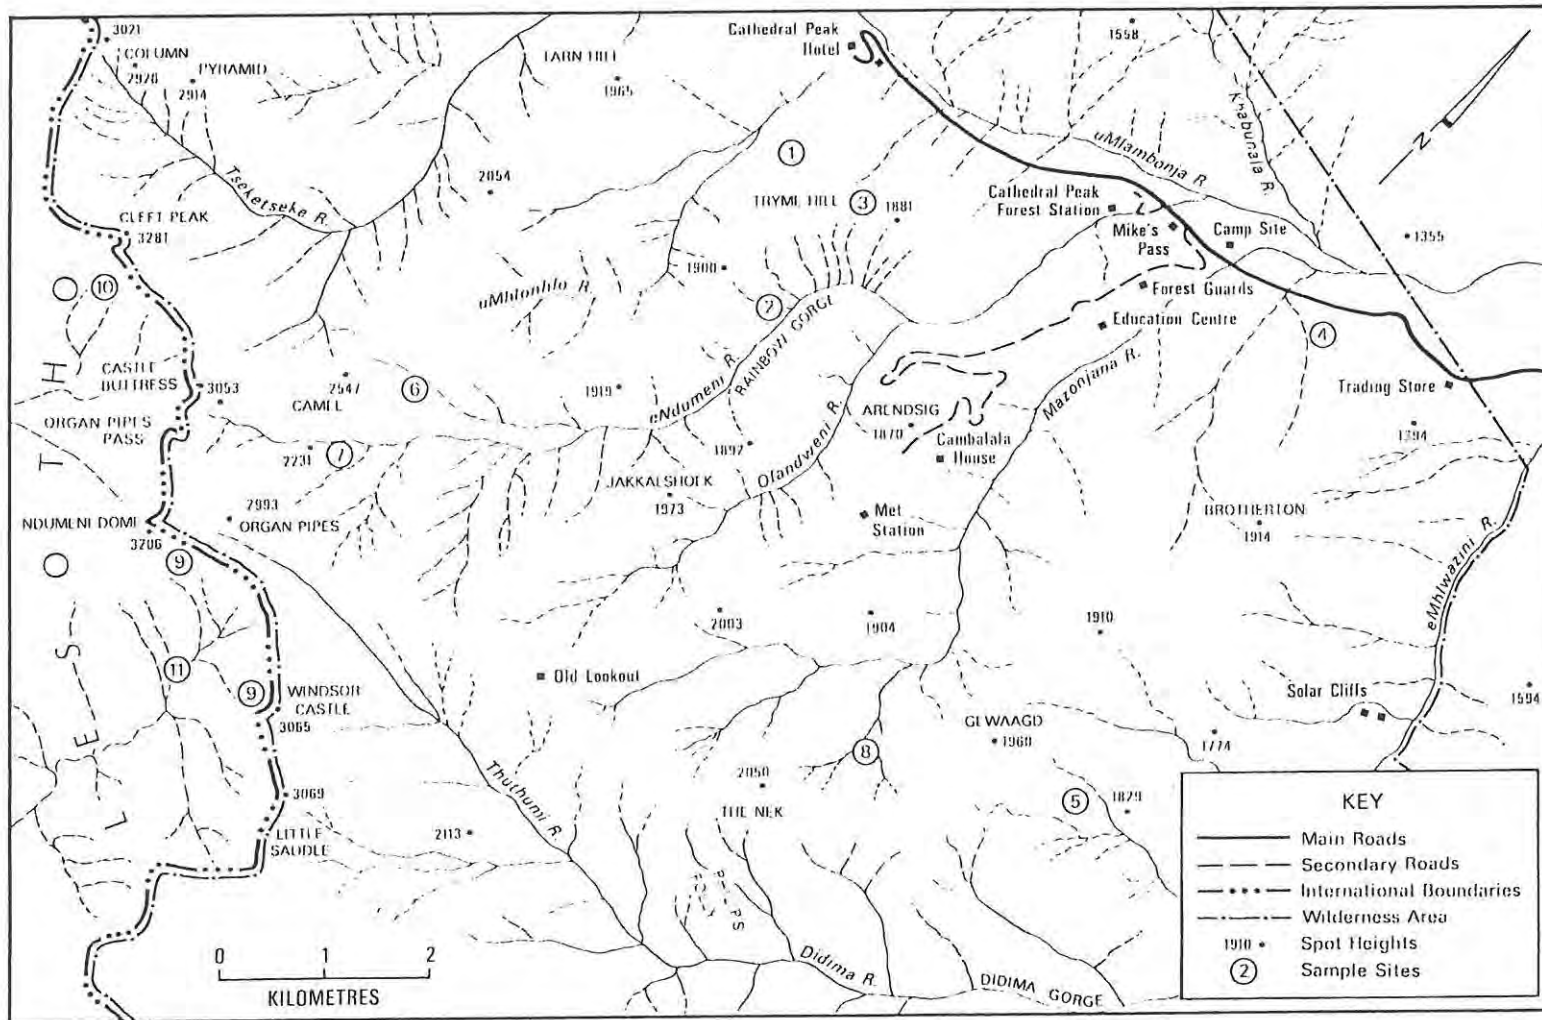 3021
COLUMN
2926
PYRAMID
2914
TARN HILL
1965
Cathedral Peak
Hotel
1558
Khabunala R.
uMlambonja R.
N
2054
Tseketseke R.
CLEFT PEAK
3281
1
TRYME HILL
3
1881
Cathedral Peak
Forest Station
Mike's
Pass
Camp Site
1355
10
uMhlonhlo R.
1900
2
RAINBOW GORGE
Forest Guards
Education Centre
4
CASTLE
BUTTRESS
3053
2547
CAMEL
6
1919
eNdumeni R.
Mazonjana R.
Trading Store
ORGAN PIPES
PASS
2231
7
1892
Ofandweni R.
ARENDSIG
1870
Cambalala
House
1394
JAKKALSHOEK
1973
2993
ORGAN PIPES
NDUMENI DOME
3206
9
Met
Station
BROTHERTON
1914
eMhlwazini R.
2003
1904
1910
LESOTHO
11
9
WINDSOR
CASTLE
3065
Old Lookout
Solar Cliffs
1594
GEWAAGD
1960
1774
8
2050
THE NEK
5
1829
Thuthumi R.
3069
LITTLE
SADDLE
2113
Didima R.
DIDIMA GORGE
0 1 2
KILOMETRES
KEY
Main Roads
Secondary Roads
International Boundaries
Wilderness Area
1910 Spot Heights
2 Sample Sites